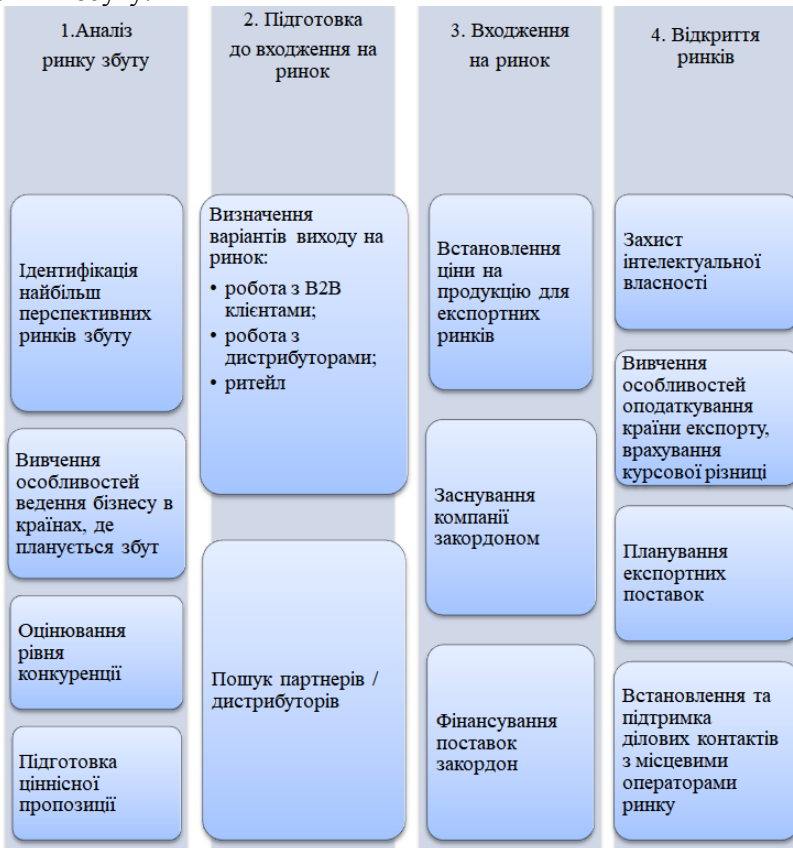 1.Аналіз
ринку збуту
Ідентифікація
найбільш
перспективних
ринків збуту
Вивчення
особливостей
ведення бізнесу в
країнах, де
планується збут
Оцінювання
рівня
конкуренції
Підготовка
ціннісної
пропозиції
2. Підготовка
до входження на
ринок
Визначення
варіантів виходу на
ринок:
• робота з B2B
клієнтами;
• робота з
дистрибуторами;
• ритейл
Пошук партнерів /
дистрибуторів
3. Входження
на ринок
Встановлення
ціни на
продукцію для
експортних
ринків
Заснування
компанії
закордоном
Фінансування
поставок
закордон
4. Відкриття
ринків
Захист
інтелектуальної
власності
Вивчення
особливостей
оподаткування
країни експорту,
врахування
курсової різниці
Планування
експортних
поставок
Встановлення та
підтримка
ділових контактів
з місцевими
операторами
ринку